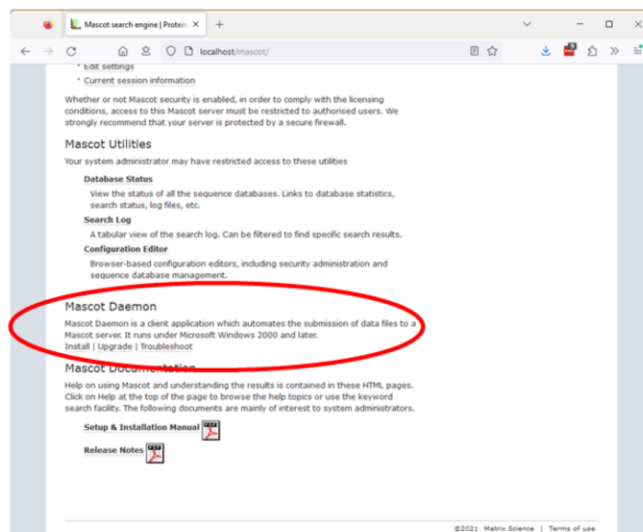 Mascot search engine | Protein
localhost/mascot/
Edit settings
Current session information
Whether or not Mascot security is enabled, in order to comply with the licensing
conditions, access to this Mascot server must be restricted to authorised users. We
strongly recommend that your server is protected by a secure firewall.
Mascot Utilities
Your system administrator may have restricted access to these utilities
Database Status
View the status of all the sequence databases. Links to database statistics,
search status, log files, etc.
Search Log
A tabular view of the search log. Can be filtered to find specific search results.
Configuration Editor
Browser-based configuration editors, including security administration and
sequence database management.
Mascot Daemon
Mascot Daemon is a client application which automates the submission of data files to a
Mascot server. It runs under Microsoft Windows 2000 and later.
Install | Upgrade | Troubleshoot
Mascot Documentation
Help on using Mascot and understanding the results is contained in these HTML pages.
Click on Help at the top of the page to browse the help topics or use the keyword
search facility. The following documents are mainly of interest to system administrators.
Setup & Installation Manual
Release Notes
©2021 Matrix Science | Terms of use